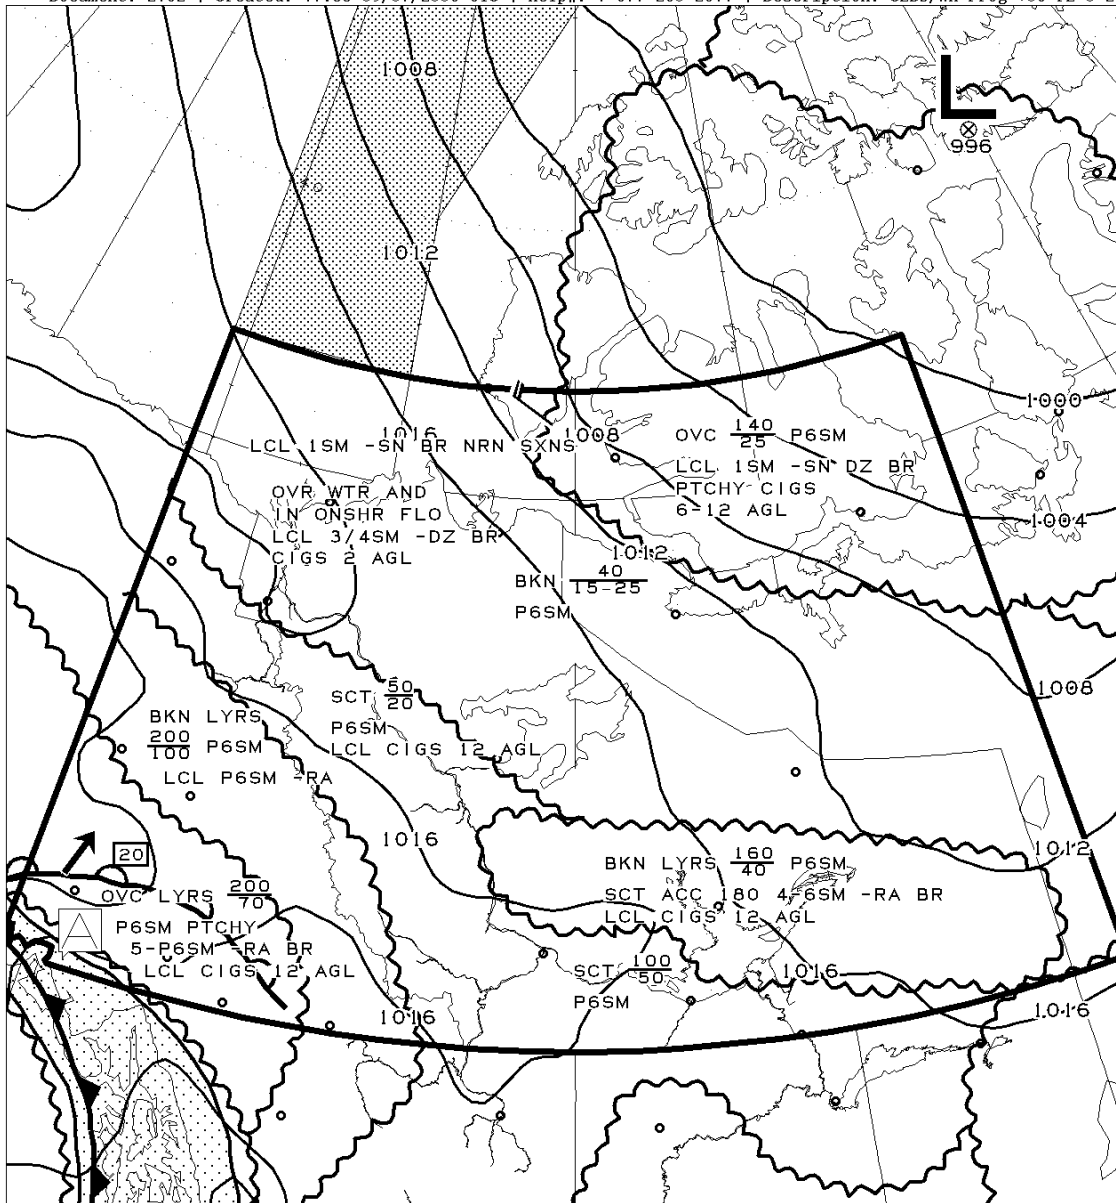 1008
996
1012
1000
LCL 1SM -SN BR NRN SXNS
1016
1008
OVC 140/25 P6SM
LCL 1SM -SN DZ BR
PTCHY CIGS
6-12 AGL
OVR WTR AND
IN ONSHR FLO
LCL 3/4SM -DZ BR
CIGS 2 AGL
1004
1012
BKN 40/15-25
P6SM
1008
SCT 50/20
P6SM
LCL CIGS 12 AGL
BKN LYRS
200/100 P6SM
LCL P6SM -RA
1016
1012
20
BKN LYRS 160/40 P6SM
SCT ACC 180 4-6SM -RA BR
LCL CIGS 12 AGL
OVC LYRS 200/70
P6SM PTCHY
5-P6SM -RA BR
LCL CIGS 12 AGL
A
SCT 100/50
P6SM
1016
1016
1016
L